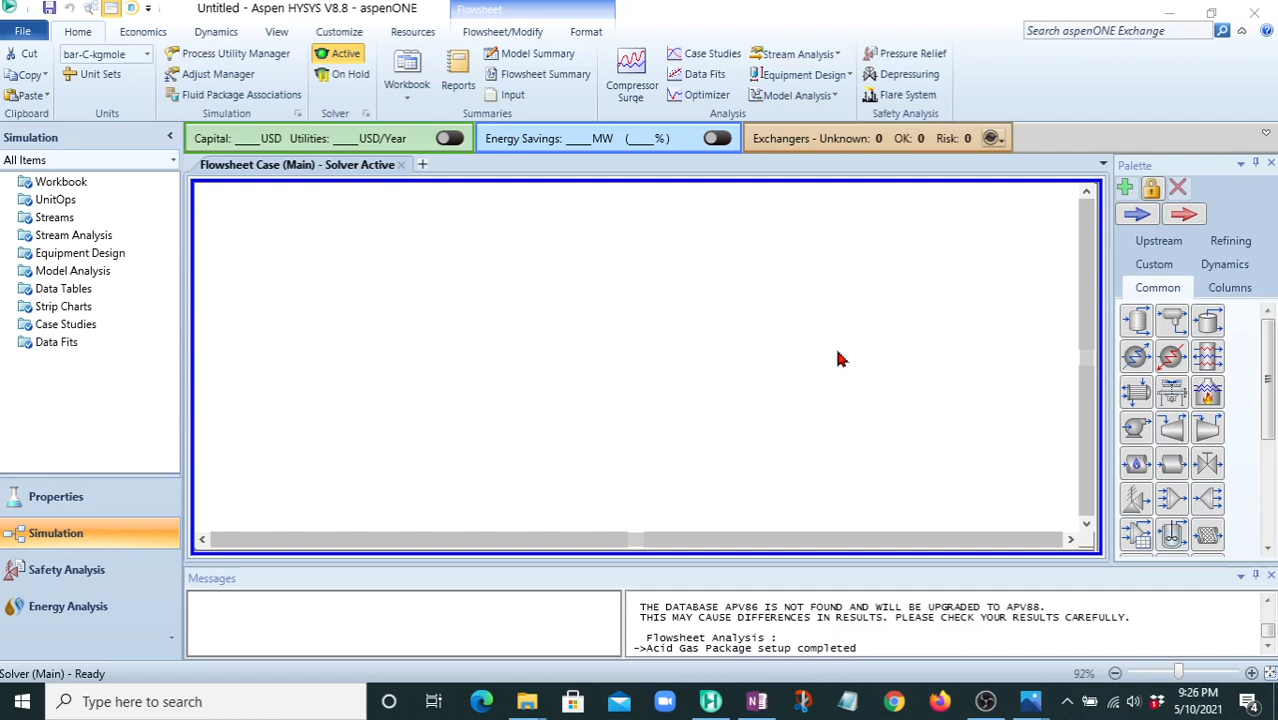 Untitled - Aspen HYSYS V8.8 - aspenONE
Flowsheet
File
Home
Economics
Dynamics
View
Customize
Resources
Flowsheet/Modify
Format
Search aspenONE Exchange
Cut
Copy
Paste
Clipboard
bar-C-kgmole
Unit Sets
Units
Process Utility Manager
Adjust Manager
Fluid Package Associations
Simulation
Active
On Hold
Solver
Workbook
Reports
Model Summary
Flowsheet Summary
Input
Summaries
Compressor
Surge
Case Studies
Data Fits
Optimizer
Stream Analysis
Equipment Design
Model Analysis
Analysis
Pressure Relief
Depressuring
Flare System
Safety Analysis
Capital: ____USD Utilities: ____USD/Year
Energy Savings: ____MW (____%)
Exchangers - Unknown: 0 OK: 0 Risk: 0
Simulation
All Items
Workbook
UnitOps
Streams
Stream Analysis
Equipment Design
Model Analysis
Data Tables
Strip Charts
Case Studies
Data Fits
Properties
Simulation
Safety Analysis
Energy Analysis
Flowsheet Case (Main) - Solver Active
Palette
Upstream
Refining
Custom
Dynamics
Common
Columns
Messages
THE DATABASE APV86 IS NOT FOUND AND WILL BE UPGRADED TO APV88.
THIS MAY CAUSE DIFFERENCES IN RESULTS. PLEASE CHECK YOUR RESULTS CAREFULLY.
Flowsheet Analysis :
->Acid Gas Package setup completed
Solver (Main) - Ready
92%
Type here to search
9:26 PM
5/10/2021
4